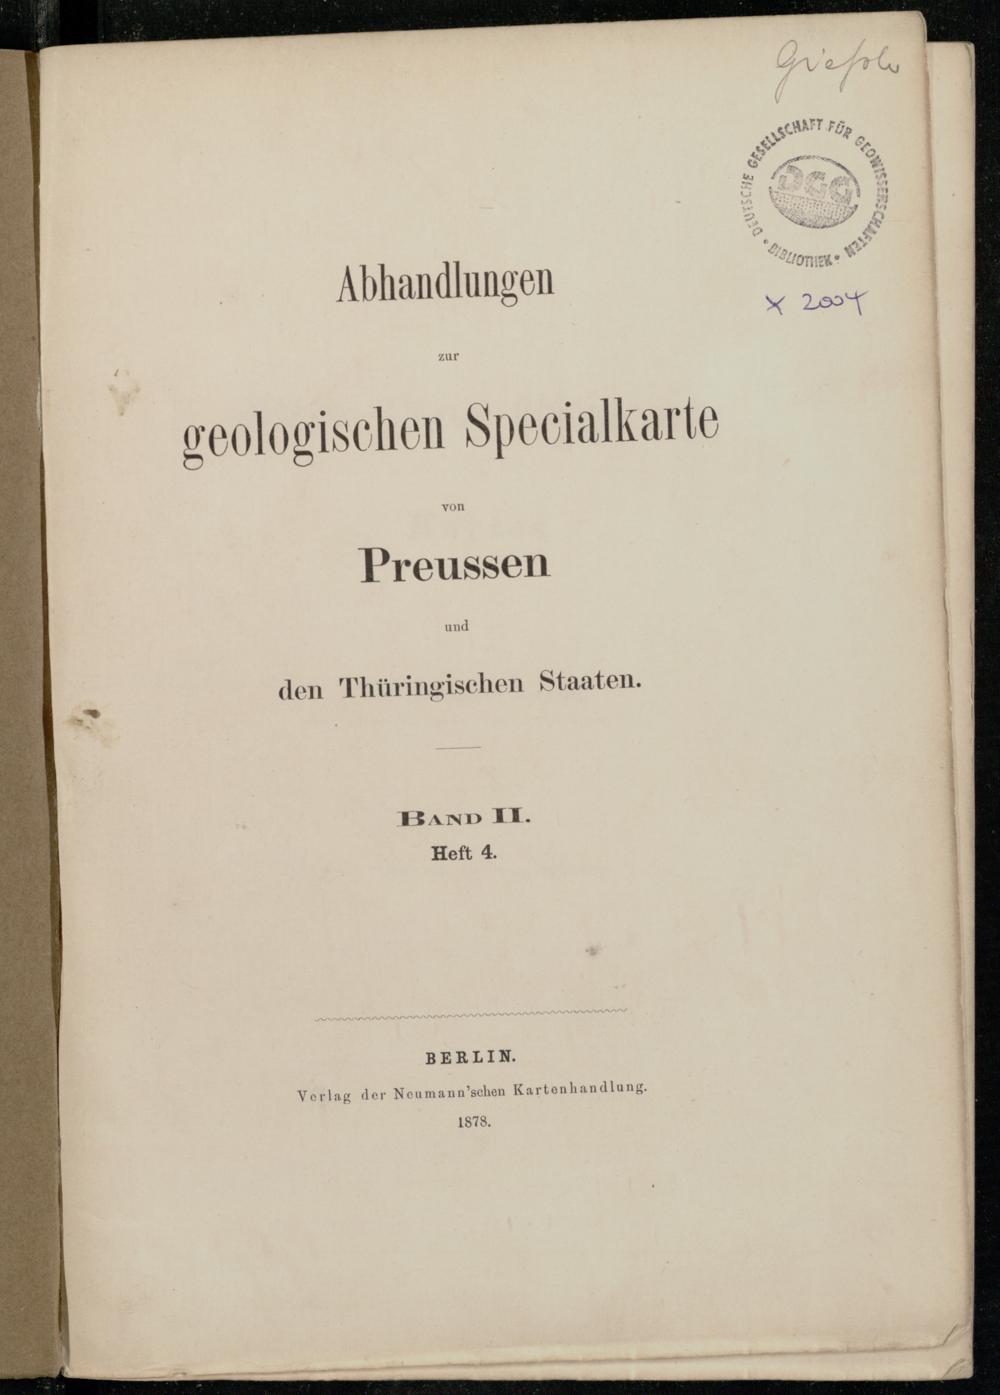 DEUTSCHE GESELLSCHAFT FÜR GEOWISSENSCHAFTEN
DGG
• BIBLIOTHEK •
X 2004
Abhandlungen
zur
geologischen Specialkarte
von
Preussen
und
den Thüringischen Staaten.
BAND II.
Heft 4.
BERLIN.
Verlag der Neumann'schen Kartenhandlung.
1878.